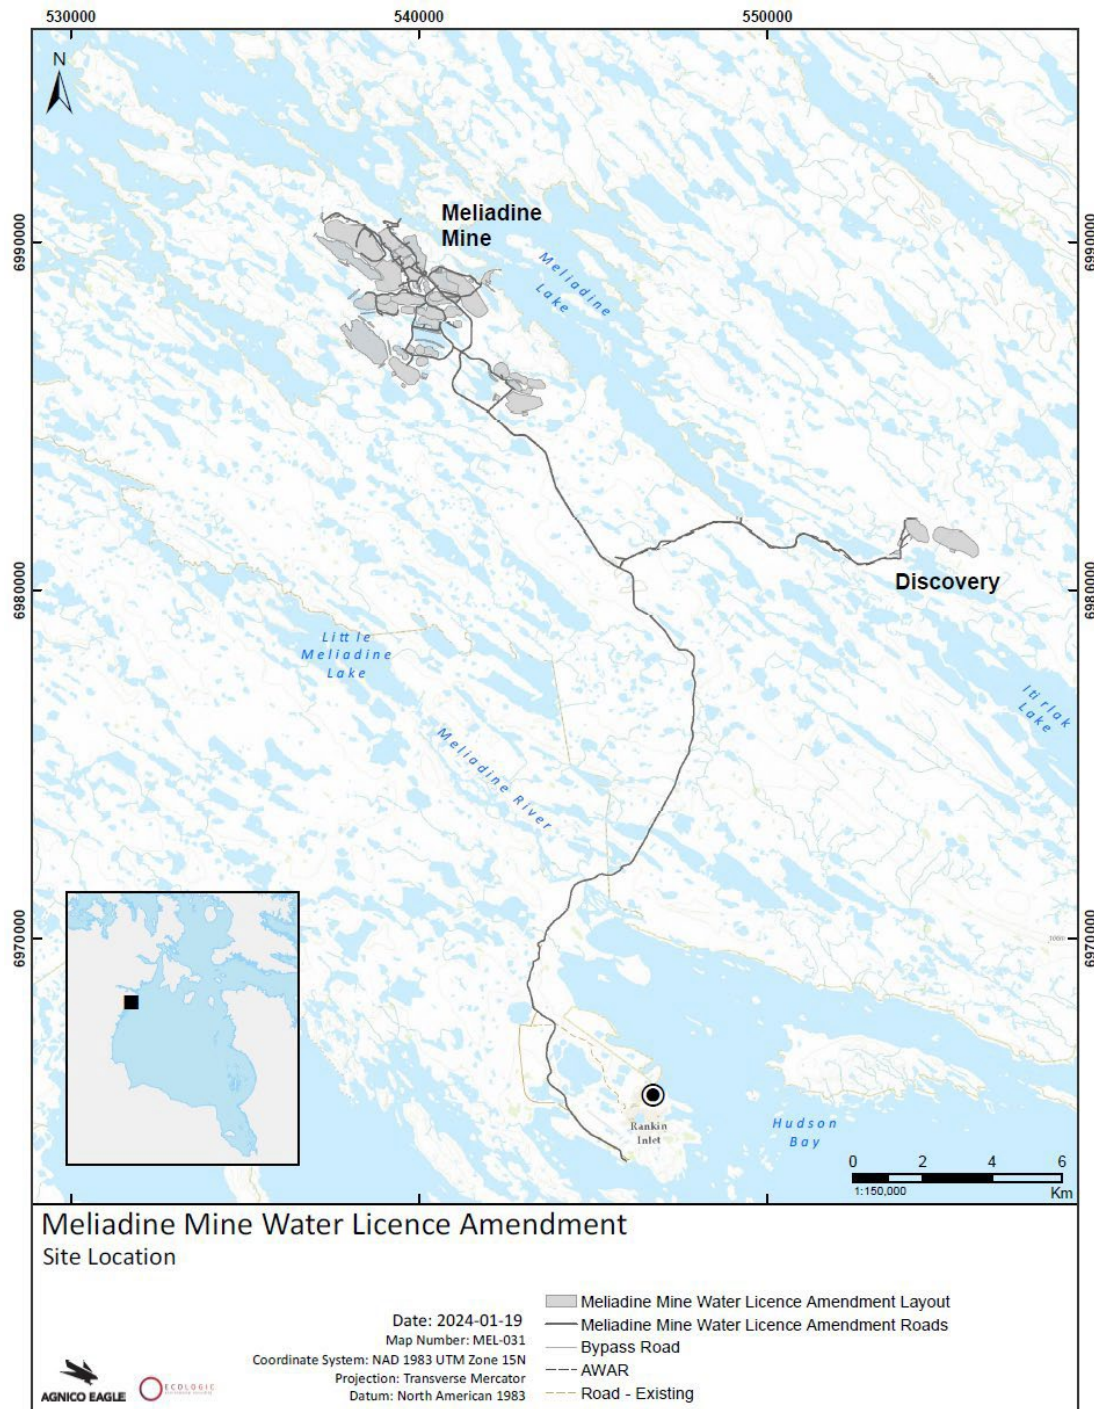 530000
540000
550000
N
Meliadine
Mine
6990000
6990000
Meliadine
Lake
Discovery
6980000
6980000
Little
Meliadine
Lake
Itirlak
Lake
Meliadine River
6970000
6970000
Rankin
Inlet
Hudson
Bay
0 2 4 6
1:150,000 Km
Meliadine Mine Water Licence Amendment
Site Location
Date: 2024-01-19
Map Number: MEL-031
Coordinate System: NAD 1983 UTM Zone 15N
Projection: Transverse Mercator
Datum: North American 1983
AGNICO EAGLE
ECOLOGIC
Meliadine Mine Water Licence Amendment Layout
Meliadine Mine Water Licence Amendment Roads
Bypass Road
AWAR
Road - Existing